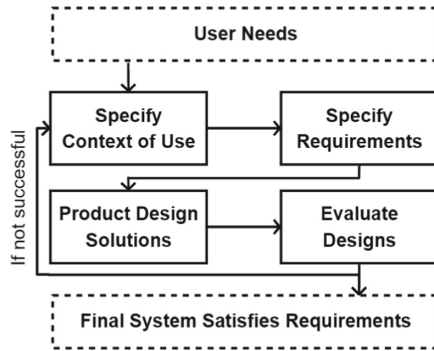 User Needs
Specify
Context of Use
Specify
Requirements
If not successful
Product Design
Solutions
Evaluate
Designs
Final System Satisfies Requirements